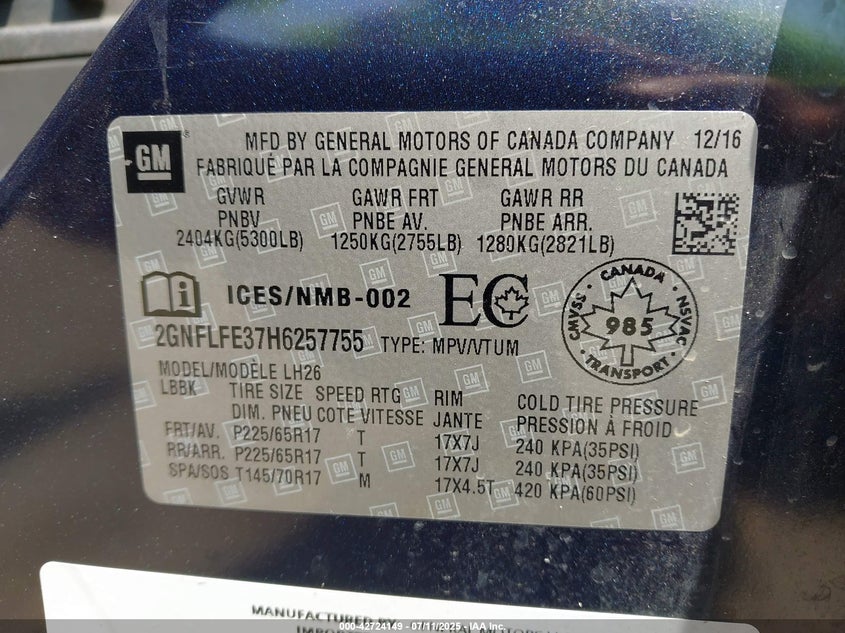 GM
MFD BY GENERAL MOTORS OF CANADA COMPANY 12/16
FABRIQUÉ PAR LA COMPAGNIE GENERAL MOTORS DU CANADA
GVWR GAWR FRT GAWR RR
PNBV PNBE AV. PNBE ARR.
2404KG(5300LB) 1250KG(2755LB) 1280KG(2821LB)
ICES/NMB-002 EC
CANADA
CMVSS 985 NSVAC
TRANSPORT
2GNFLFE37H6257755 TYPE: MPV/VTUM
MODEL/MODÈLE LH26
LBBK TIRE SIZE SPEED RTG RIM COLD TIRE PRESSURE
DIM. PNEU COTE VITESSE JANTE PRESSION À FROID
FRT/AV. P225/65R17 T 17X7J 240 KPA(35PSI)
RR/ARR. P225/65R17 T 17X7J 240 KPA(35PSI)
SPA/SOS T145/70R17 M 17X4.5T 420 KPA(60PSI)
MANUFACTURED
000-42724149 - 07/11/2025 - IAA Inc.